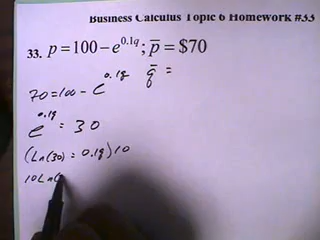 Business Calculus Topic 6 Homework #33
33. p = 100 − e^0.1q; p̄ = $70
70 = 100 - e^0.1q q̄ =
e^0.1q = 30
(Ln(30) = 0.1q)10
10Ln(